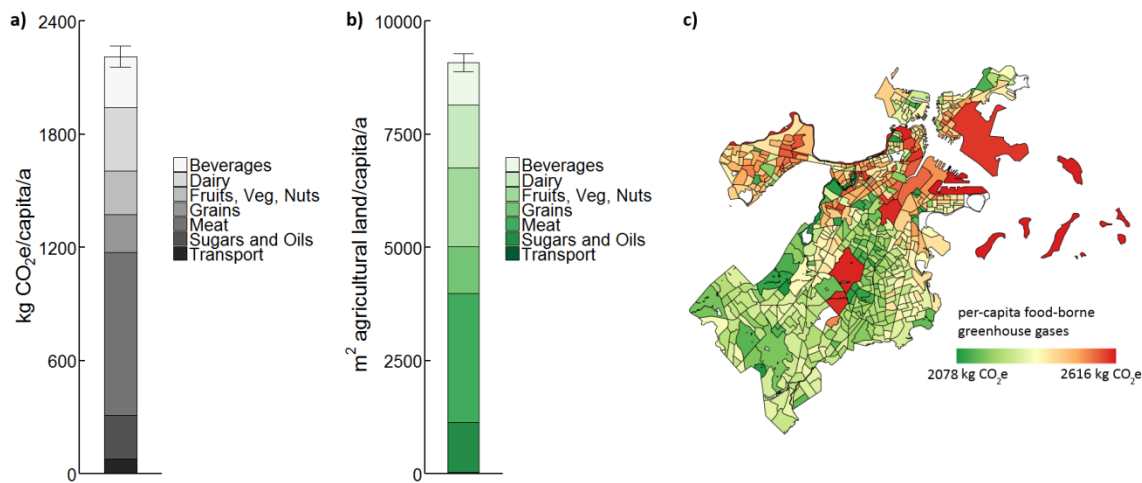 a)
2400
1800
1200
600
0
kg CO₂e/capita/a
Beverages
Dairy
Fruits, Veg, Nuts
Grains
Meat
Sugars and Oils
Transport
b)
10000
7500
5000
2500
0
m² agricultural land/capita/a
Beverages
Dairy
Fruits, Veg, Nuts
Grains
Meat
Sugars and Oils
Transport
c)
per-capita food-borne
greenhouse gases
2078 kg CO₂e
2616 kg CO₂e